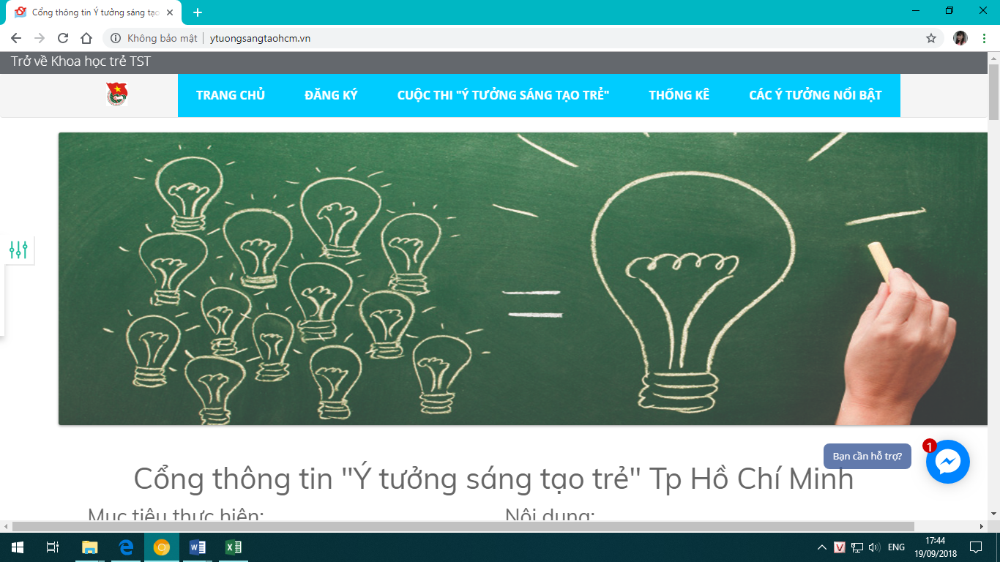 Cổng thông tin Ý tưởng sáng tạo
Không bảo mật
ytuongsangtaohcm.vn
Trở về Khoa học trẻ TST
TRANG CHỦ
ĐĂNG KÝ
CUỘC THI "Ý TƯỞNG SÁNG TẠO TRẺ"
THỐNG KÊ
CÁC Ý TƯỞNG NỔI BẬT
Bạn cần hỗ trợ?
1
Cổng thông tin "Ý tưởng sáng tạo trẻ" Tp Hồ Chí Minh
Mục tiêu thực hiện:
Nội dung:
ENG
17:44
19/09/2018